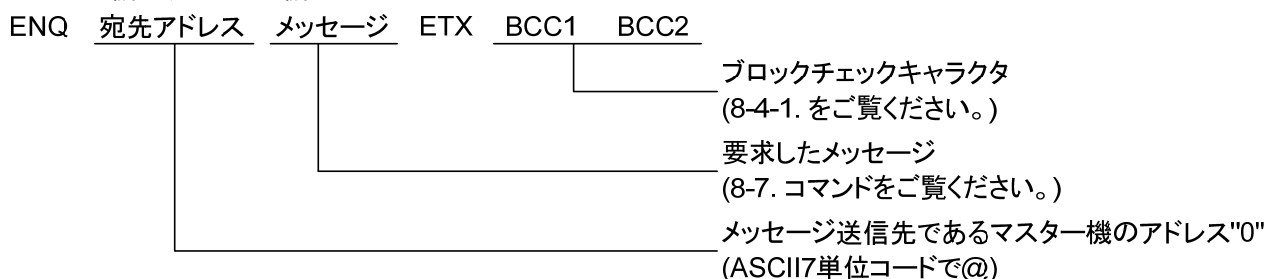 ENQ 宛先アドレス メッセージ ETX BCC1 BCC2
ブロックチェックキャラクタ
(8-4-1. をご覧ください。)
要求したメッセージ
(8-7. コマンドをご覧ください。)
メッセージ送信先であるマスター機のアドレス"0"
(ASCII7単位コードで@)